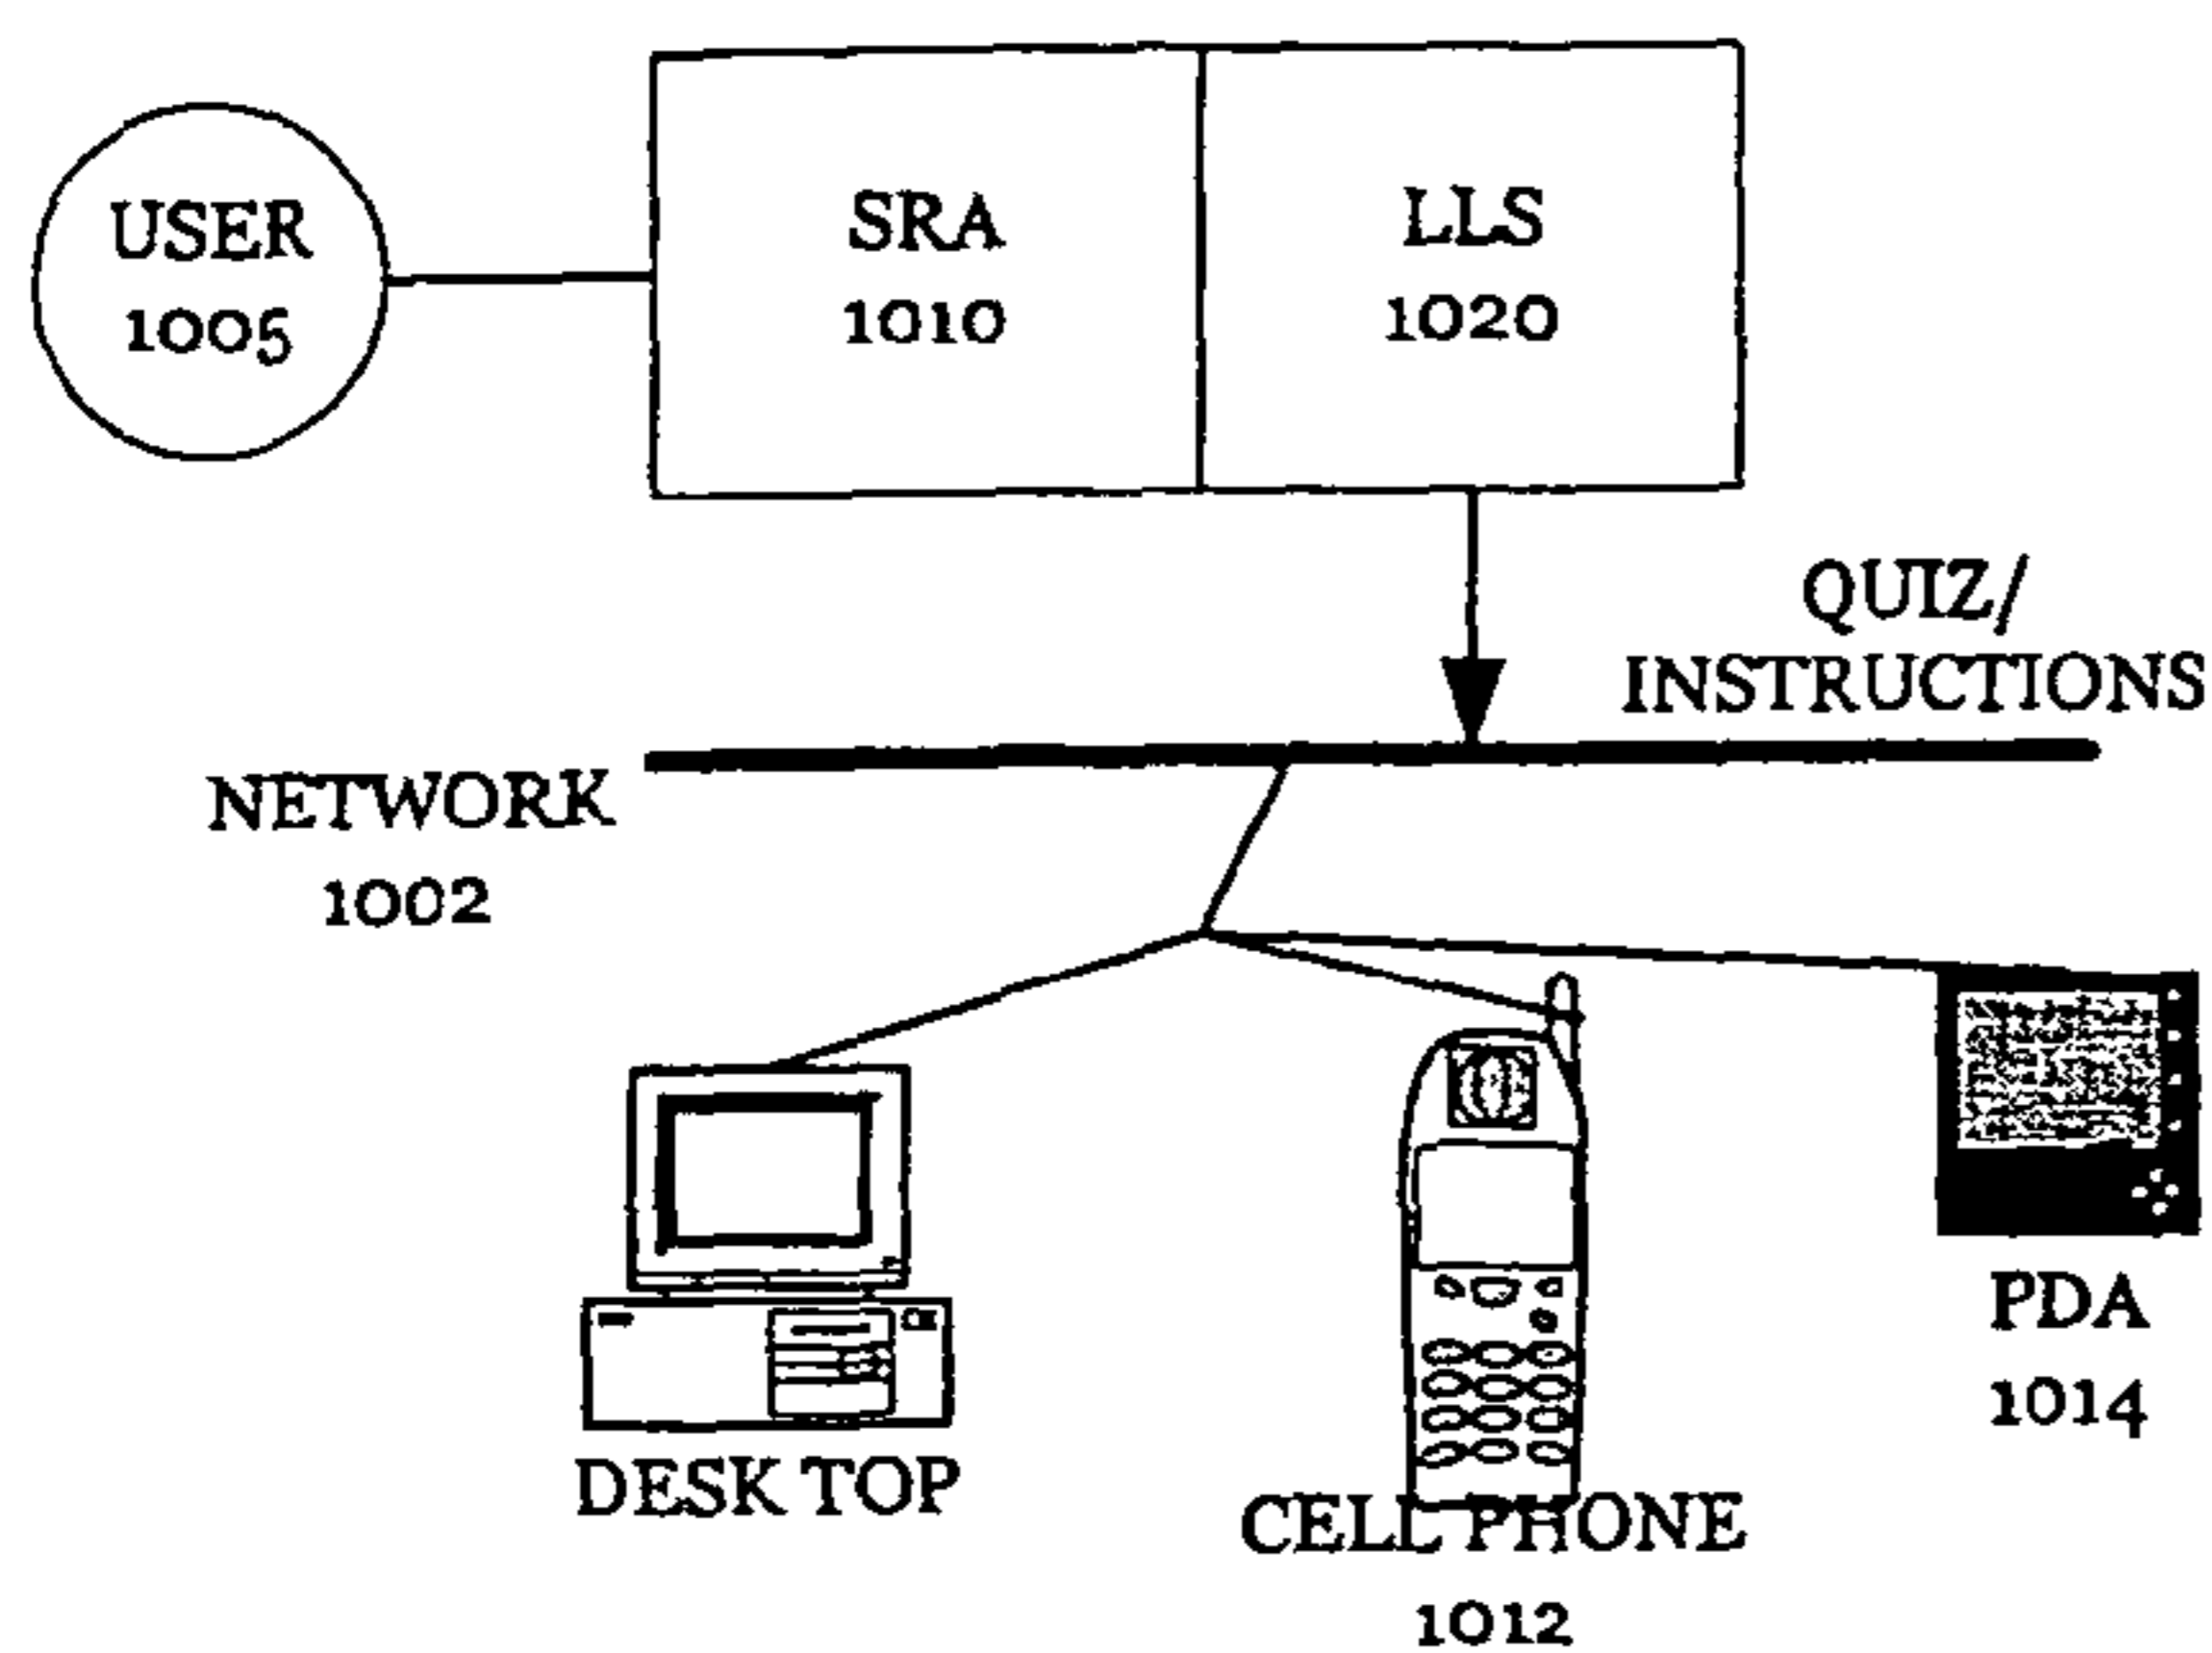 USER
1005
SRA
1010
LLS
1020
QUIZ/
INSTRUCTIONS
NETWORK
1002
DESK TOP
CELL PHONE
1012
PDA
1014